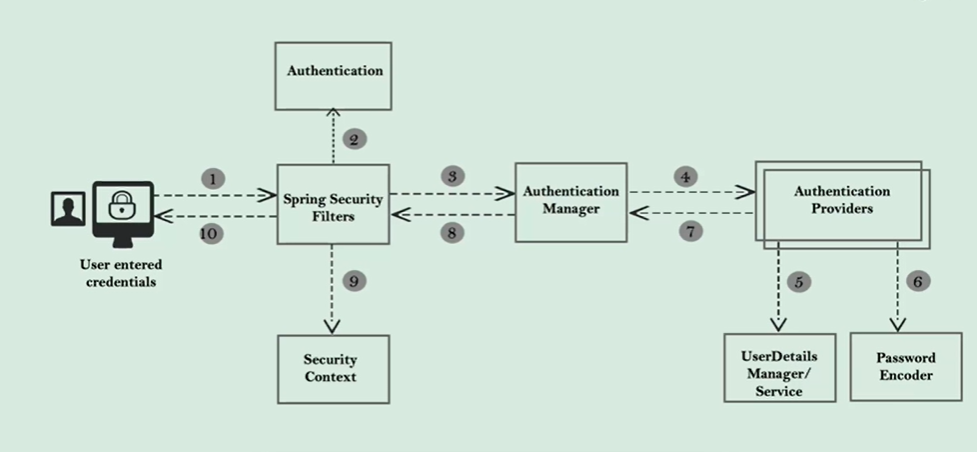 Authentication
2
1
3
4
Spring Security
Filters
Authentication
Manager
Authentication
Providers
10
8
7
User entered
credentials
9
5
6
Security
Context
UserDetails
Manager/
Service
Password
Encoder